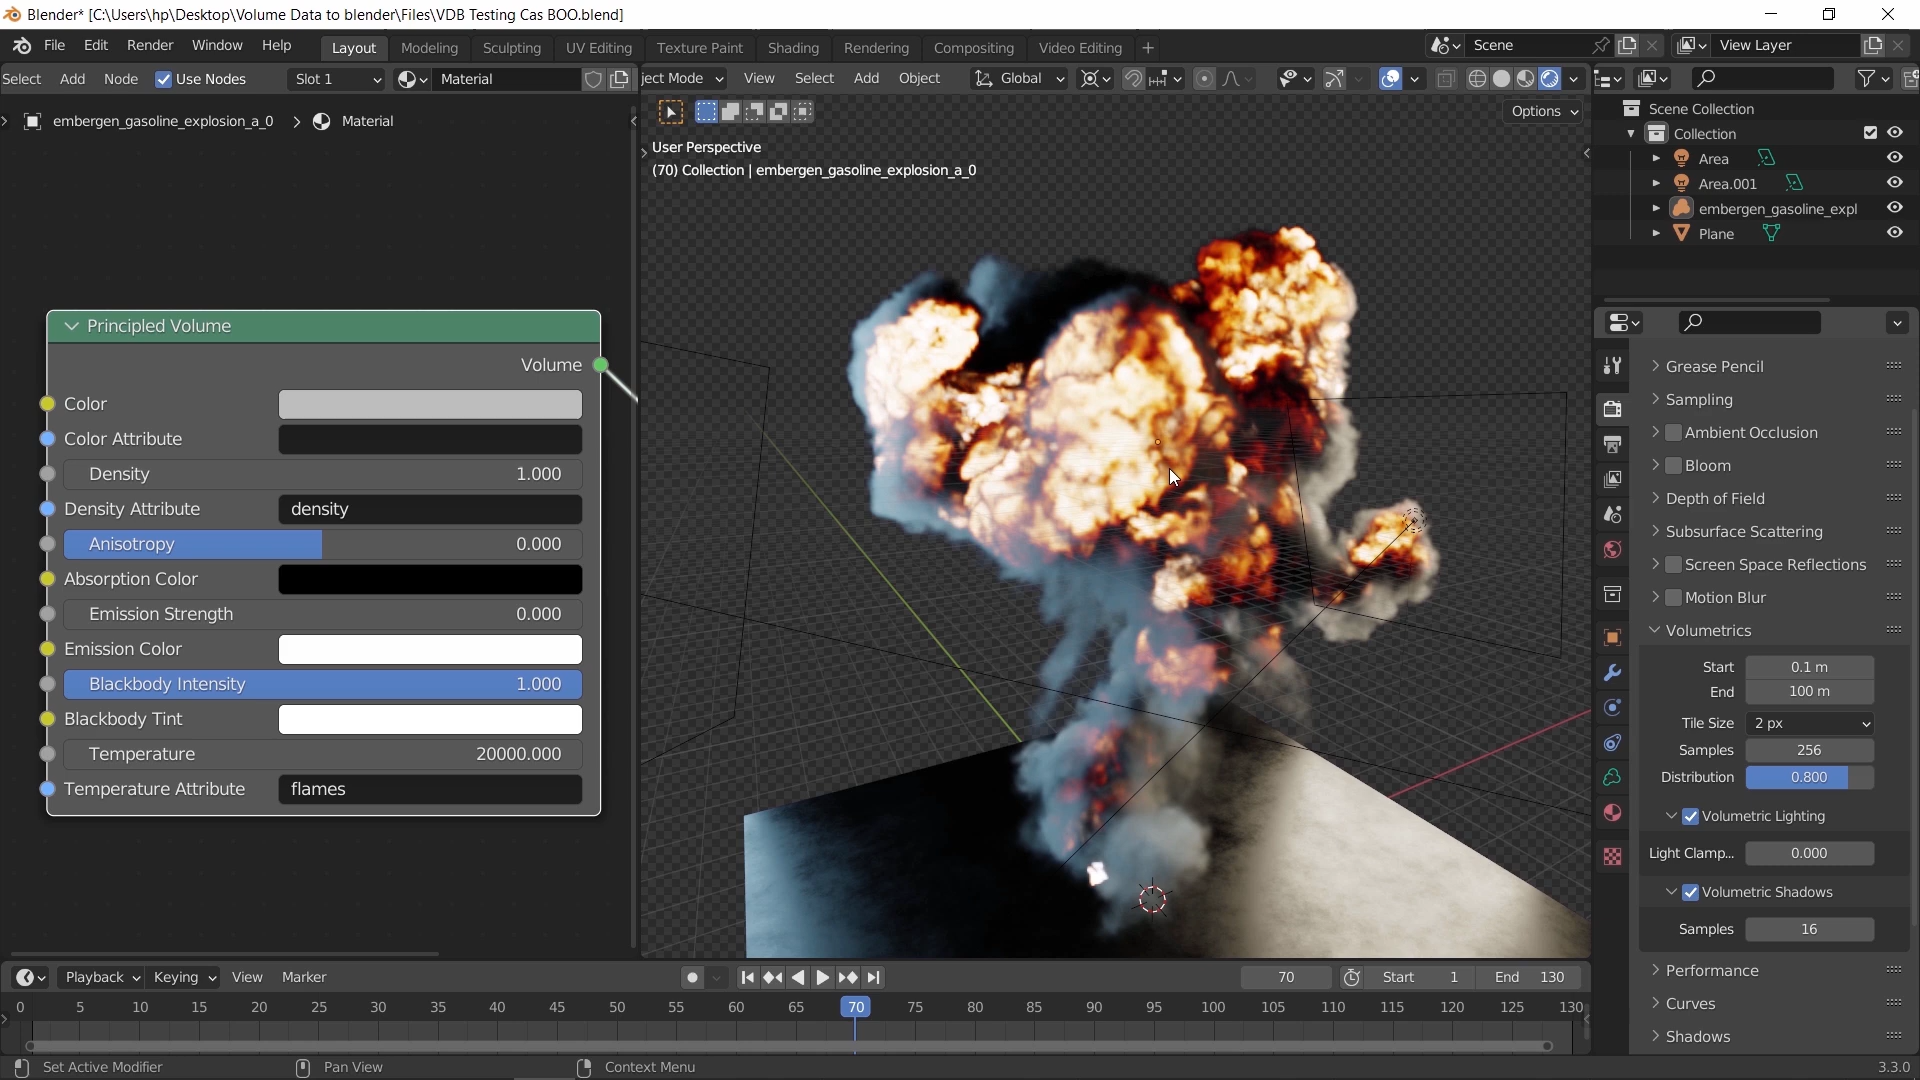 Blender* [C:\Users\hp\Desktop\Volume Data to blender\Files\VDB Testing Cas BOO.blend]
File Edit Render Window Help Layout Modeling Sculpting UV Editing Texture Paint Shading Rendering Compositing Video Editing + Scene View Layer
Select Add Node Use Nodes Slot 1 Material
ject Mode View Select Add Object Global
Options
embergen_gasoline_explosion_a_0 > Material
User Perspective
(70) Collection | embergen_gasoline_explosion_a_0
Principled Volume
Volume
Color
Color Attribute
Density 1.000
Density Attribute density
Anisotropy 0.000
Absorption Color
Emission Strength 0.000
Emission Color
Blackbody Intensity 1.000
Blackbody Tint
Temperature 20000.000
Temperature Attribute flames
Scene Collection
Collection
Area
Area.001
embergen_gasoline_expl
Plane
Grease Pencil
Sampling
Ambient Occlusion
Bloom
Depth of Field
Subsurface Scattering
Screen Space Reflections
Motion Blur
Volumetrics
Start 0.1 m
End 100 m
Tile Size 2 px
Samples 256
Distribution 0.800
Volumetric Lighting
Light Clamp... 0.000
Volumetric Shadows
Samples 16
Performance
Curves
Shadows
Playback Keying View Marker 70 Start 1 End 130
0 5 10 15 20 25 30 35 40 45 50 55 60 65 70 75 80 85 90 95 100 105 110 115 120 125 130
Set Active Modifier Pan View Context Menu 3.3.0